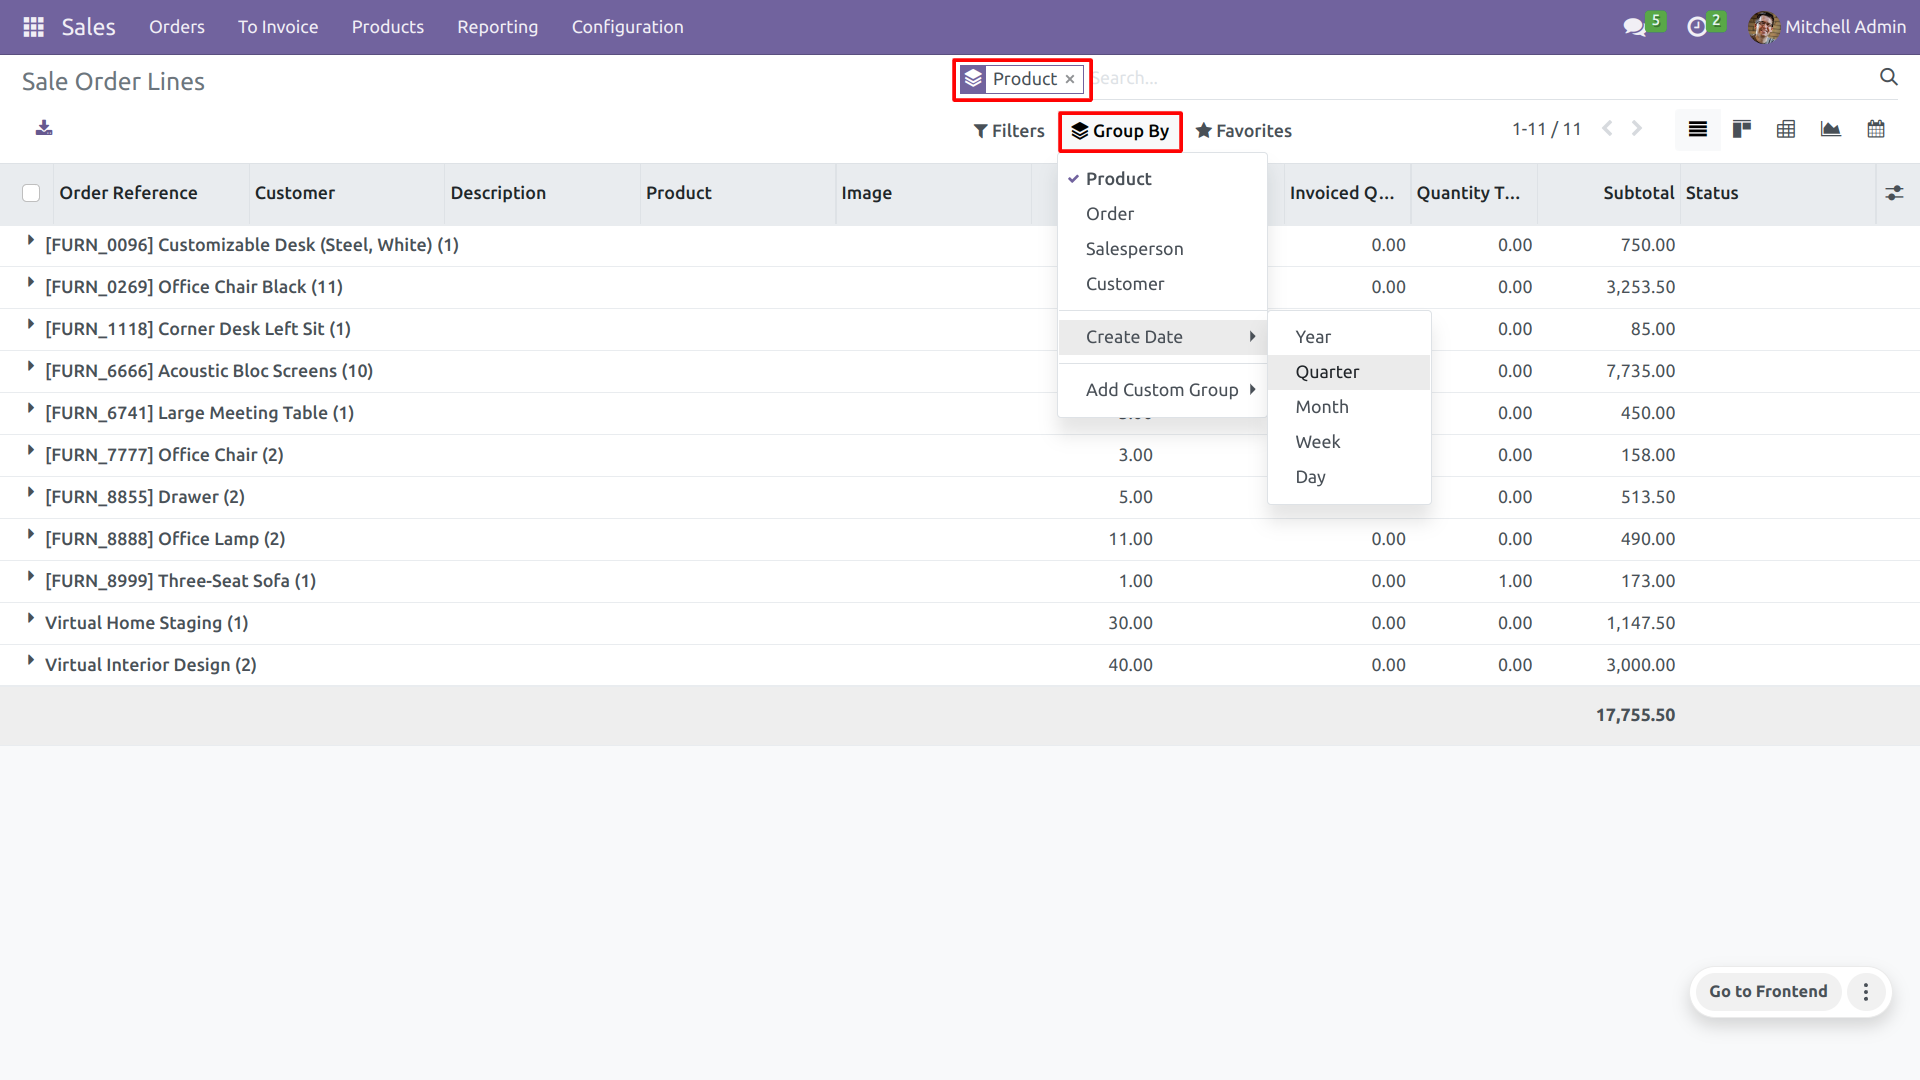 Sales Orders To Invoice Products Reporting Configuration 5 2 Mitchell Admin
Sale Order Lines
Product × Search...
Filters Group By Favorites 1-11 / 11
Order Reference Customer Description Product Image Invoiced Q... Quantity T... Subtotal Status
Product
Order
Salesperson
Customer
Create Date
Add Custom Group
Year
Quarter
Month
Week
Day
[FURN_0096] Customizable Desk (Steel, White) (1) 0.00 0.00 750.00
[FURN_0269] Office Chair Black (11) 0.00 0.00 3,253.50
[FURN_1118] Corner Desk Left Sit (1) 0.00 85.00
[FURN_6666] Acoustic Bloc Screens (10) 0.00 7,735.00
[FURN_6741] Large Meeting Table (1) 0.00 450.00
[FURN_7777] Office Chair (2) 3.00 0.00 158.00
[FURN_8855] Drawer (2) 5.00 0.00 513.50
[FURN_8888] Office Lamp (2) 11.00 0.00 0.00 490.00
[FURN_8999] Three-Seat Sofa (1) 1.00 0.00 1.00 173.00
Virtual Home Staging (1) 30.00 0.00 0.00 1,147.50
Virtual Interior Design (2) 40.00 0.00 0.00 3,000.00
17,755.50
Go to Frontend